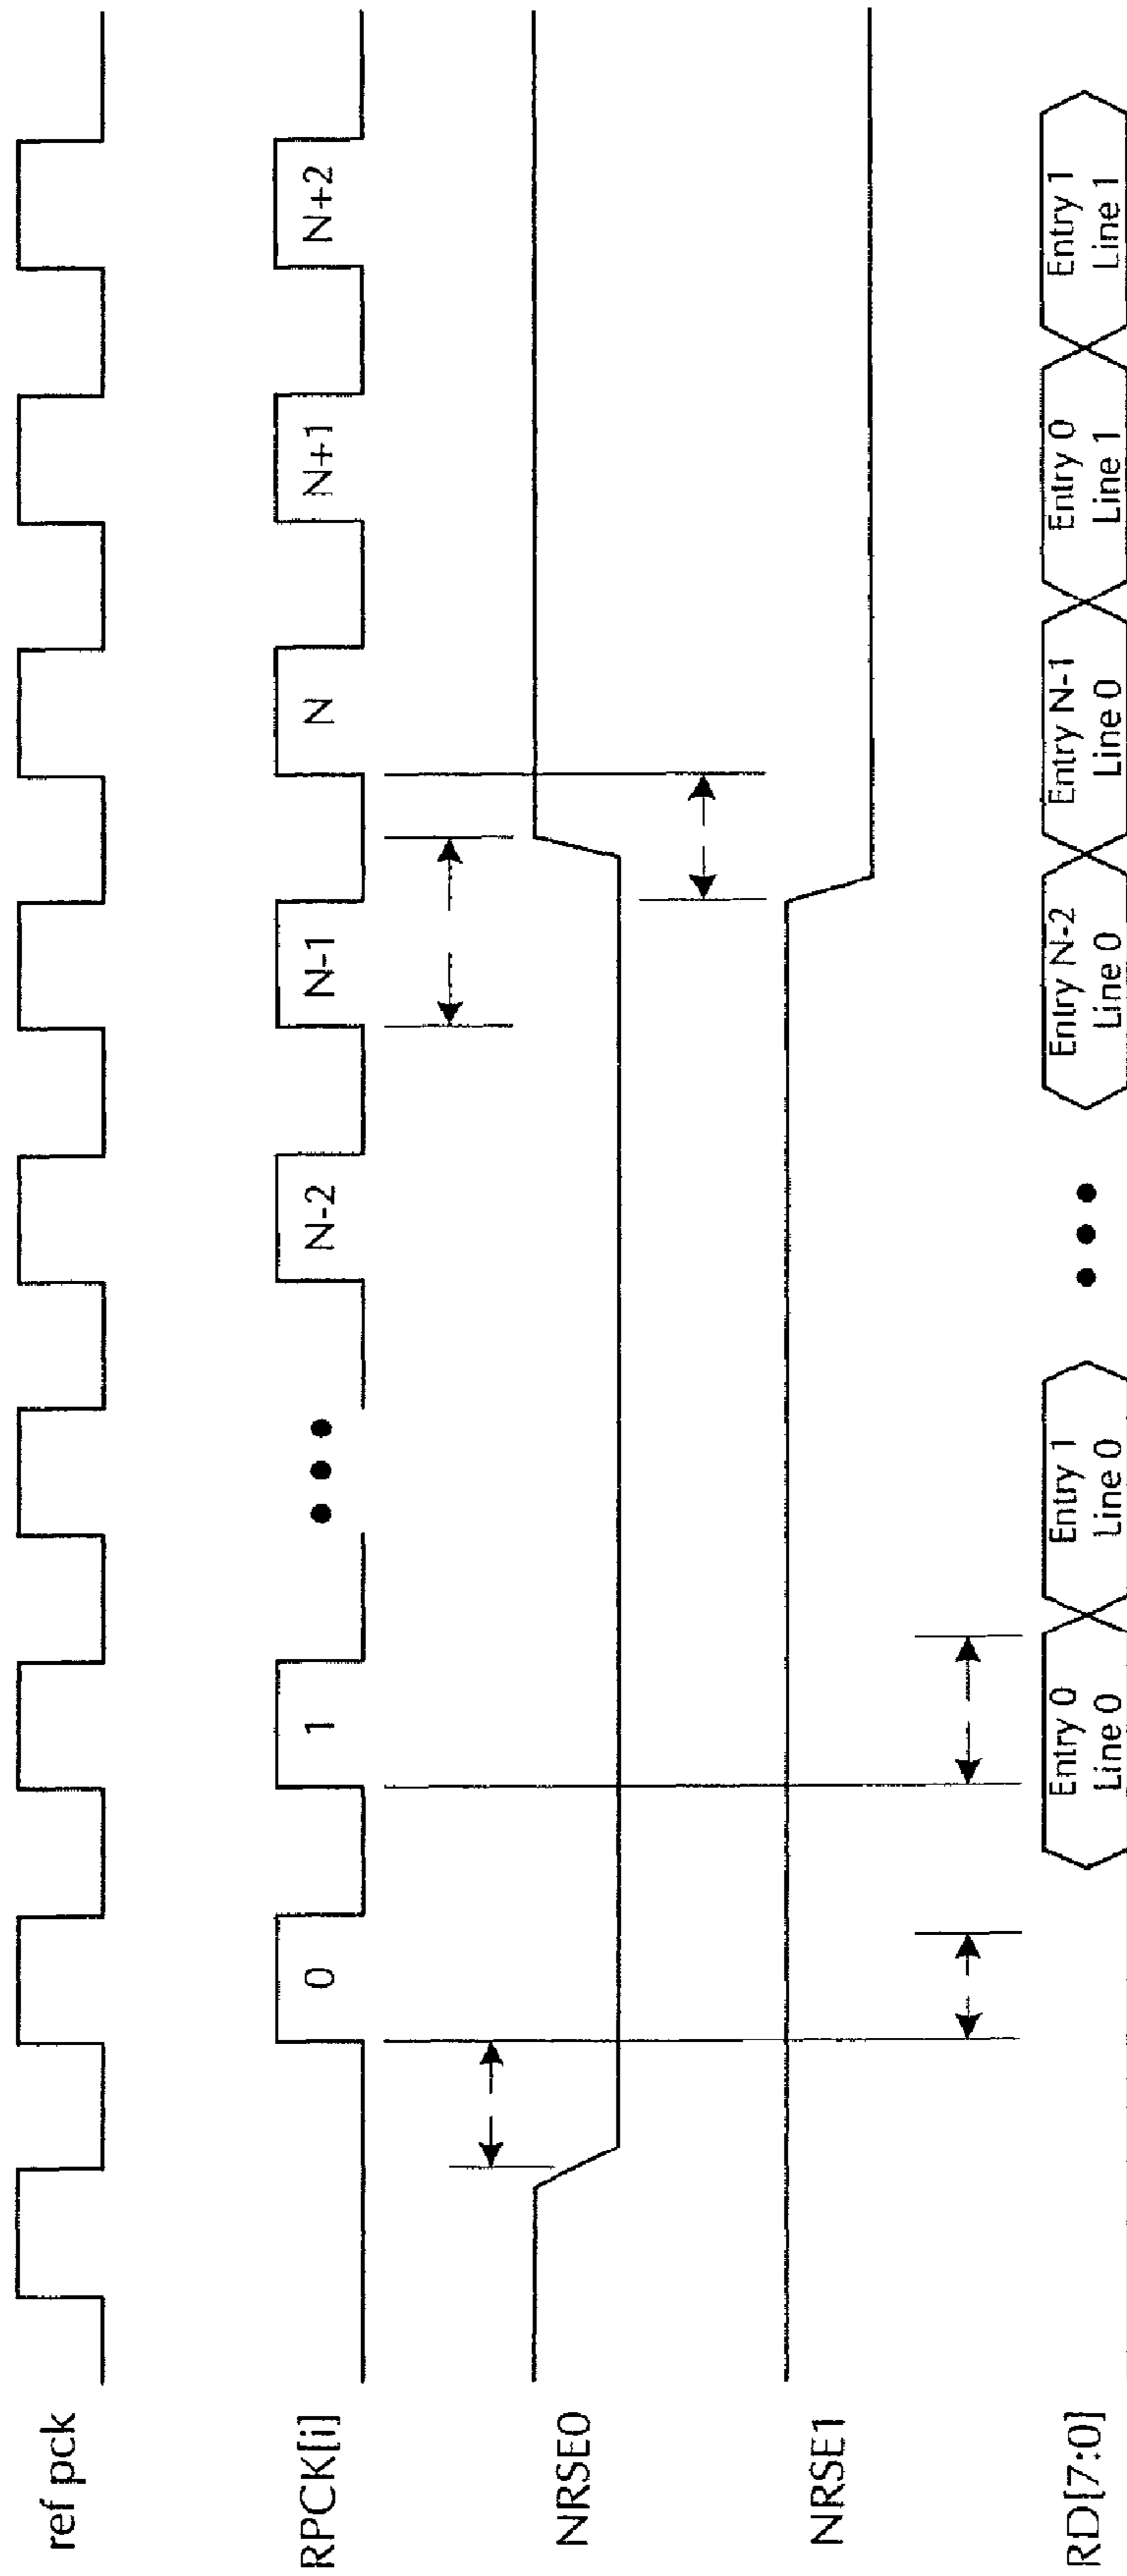 ref pck
RPCK[i]
0
1
N-2
N-1
N
N+1
N+2
NRSE0
NRSE1
RD[7:0]
Entry 0
Line 0
Entry 1
Line 0
Entry N-2
Line 0
Entry N-1
Line 0
Entry 0
Line 1
Entry 1
Line 1